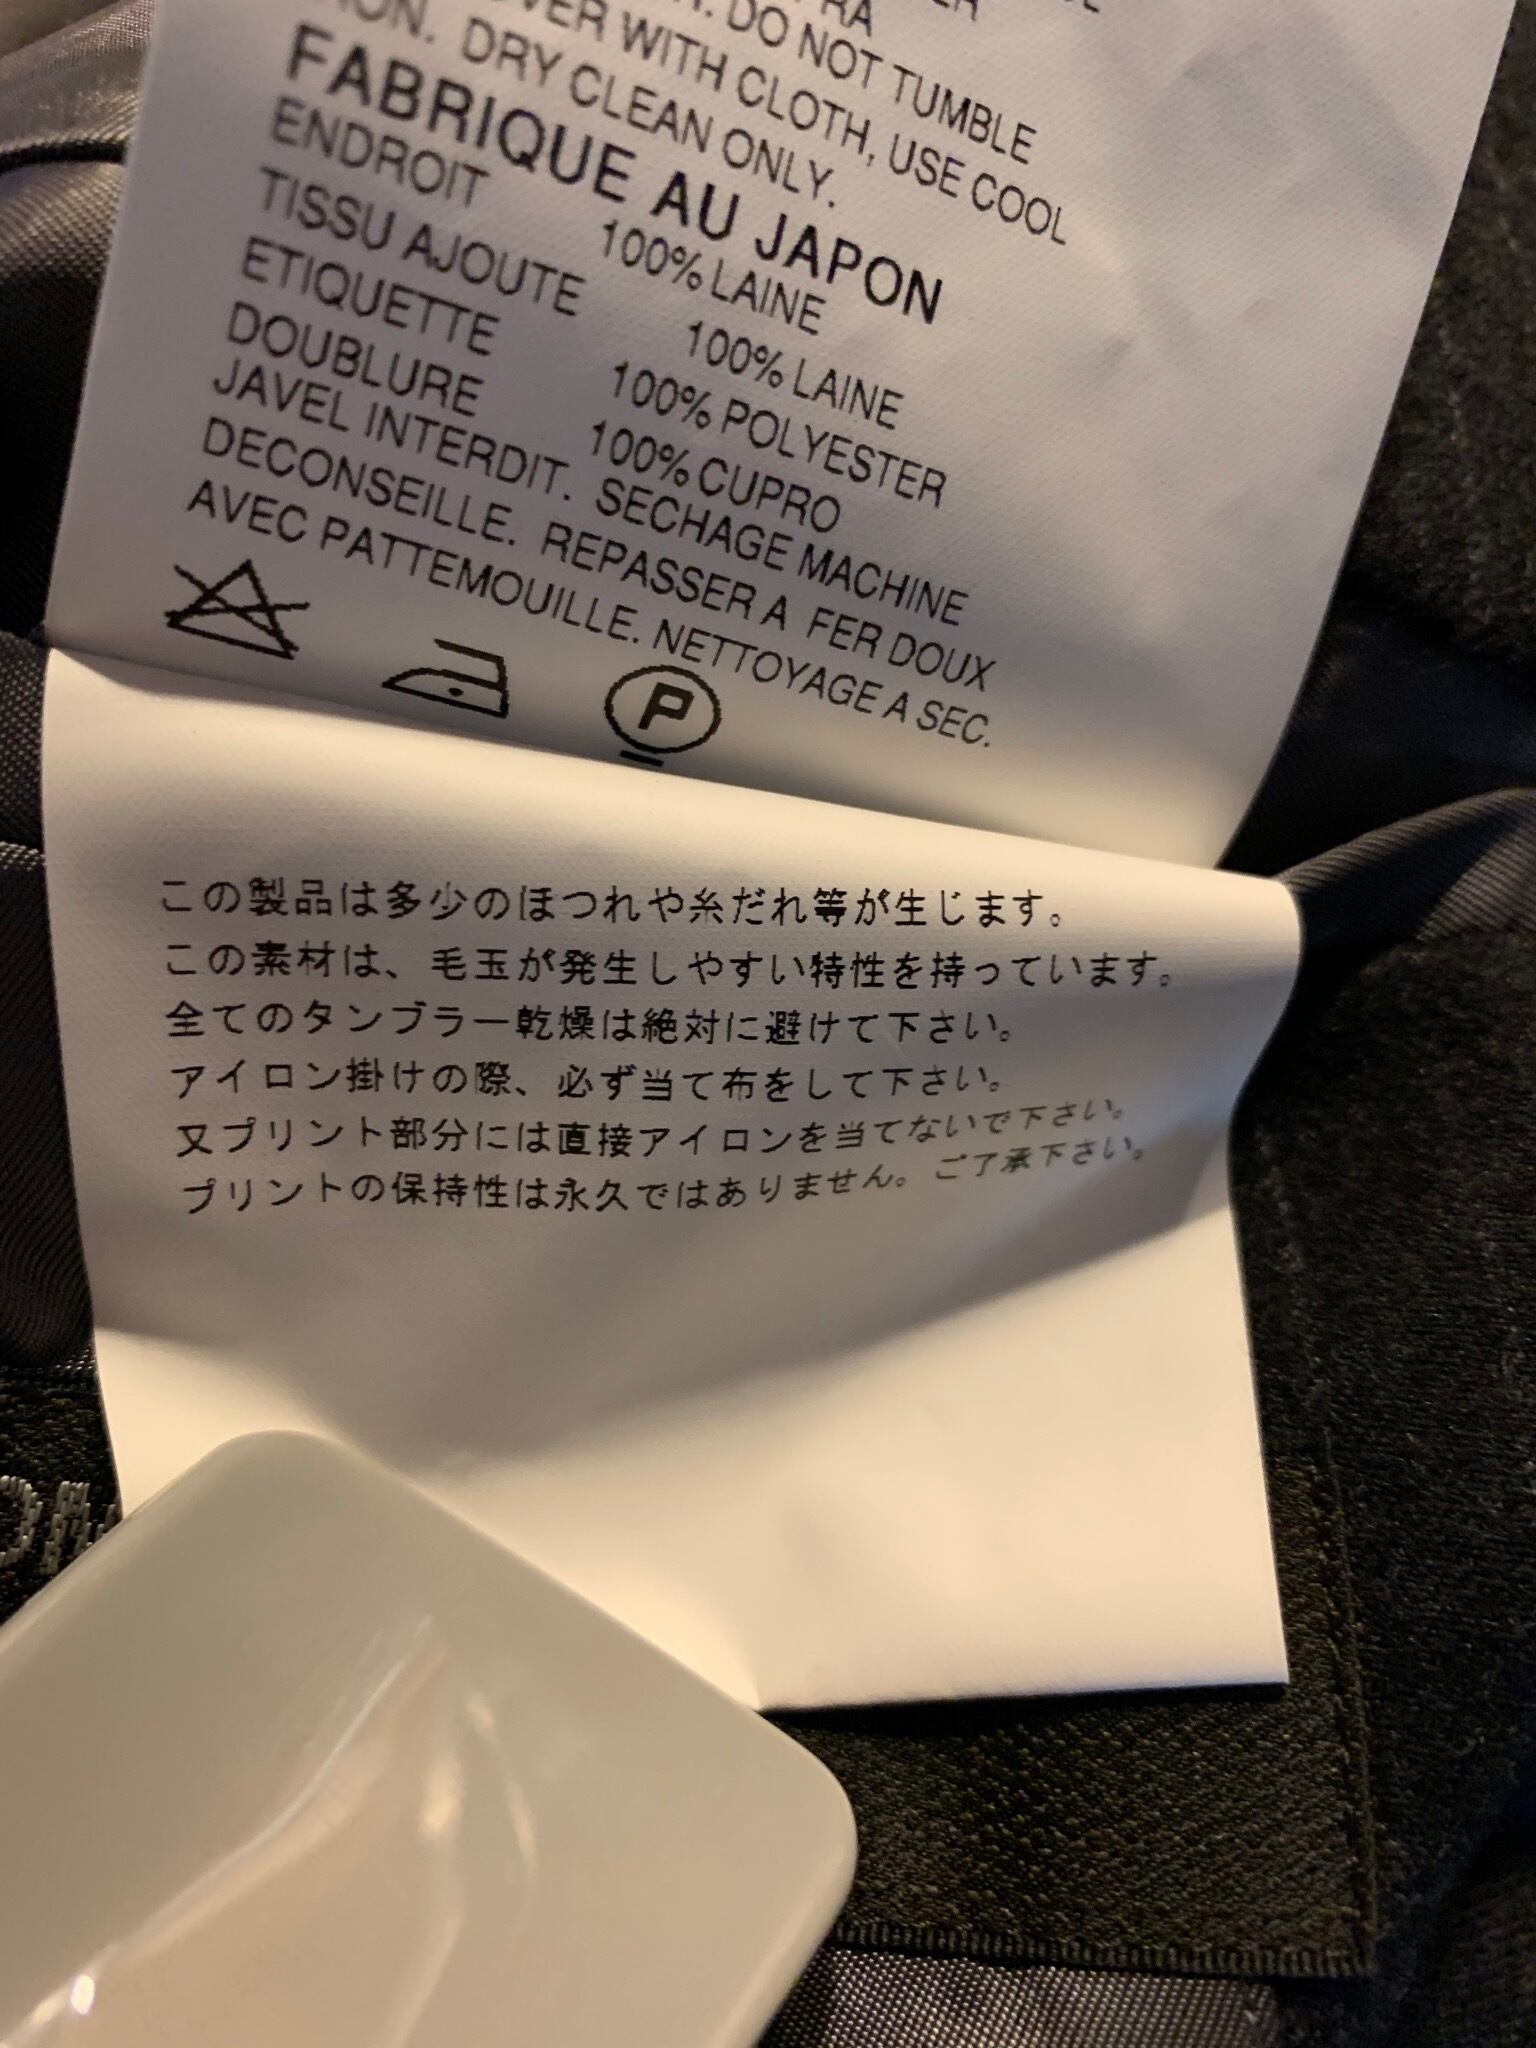 DO NOT TUMBLE
WITH CLOTH, USE COOL
DRY CLEAN ONLY.
FABRIQUE AU JAPON
ENDROIT 100% LAINE
TISSU AJOUTE 100% LAINE
ETIQUETTE 100% POLYESTER
DOUBLURE 100% CUPRO
JAVEL INTERDIT. SECHAGE MACHINE
DECONSEILLE. REPASSER A FER DOUX
AVEC PATTEMOUILLE. NETTOYAGE A SEC.
P
この製品は多少のほつれや糸だれ等が生じます。
この素材は、毛玉が発生しやすい特性を持っています。
全てのタンブラー乾燥は絶対に避けて下さい。
アイロン掛けの際、必ず当て布をして下さい。
又プリント部分には直接アイロンを当てないで下さい。
プリントの保持性は永久ではありません。ご了承下さい。